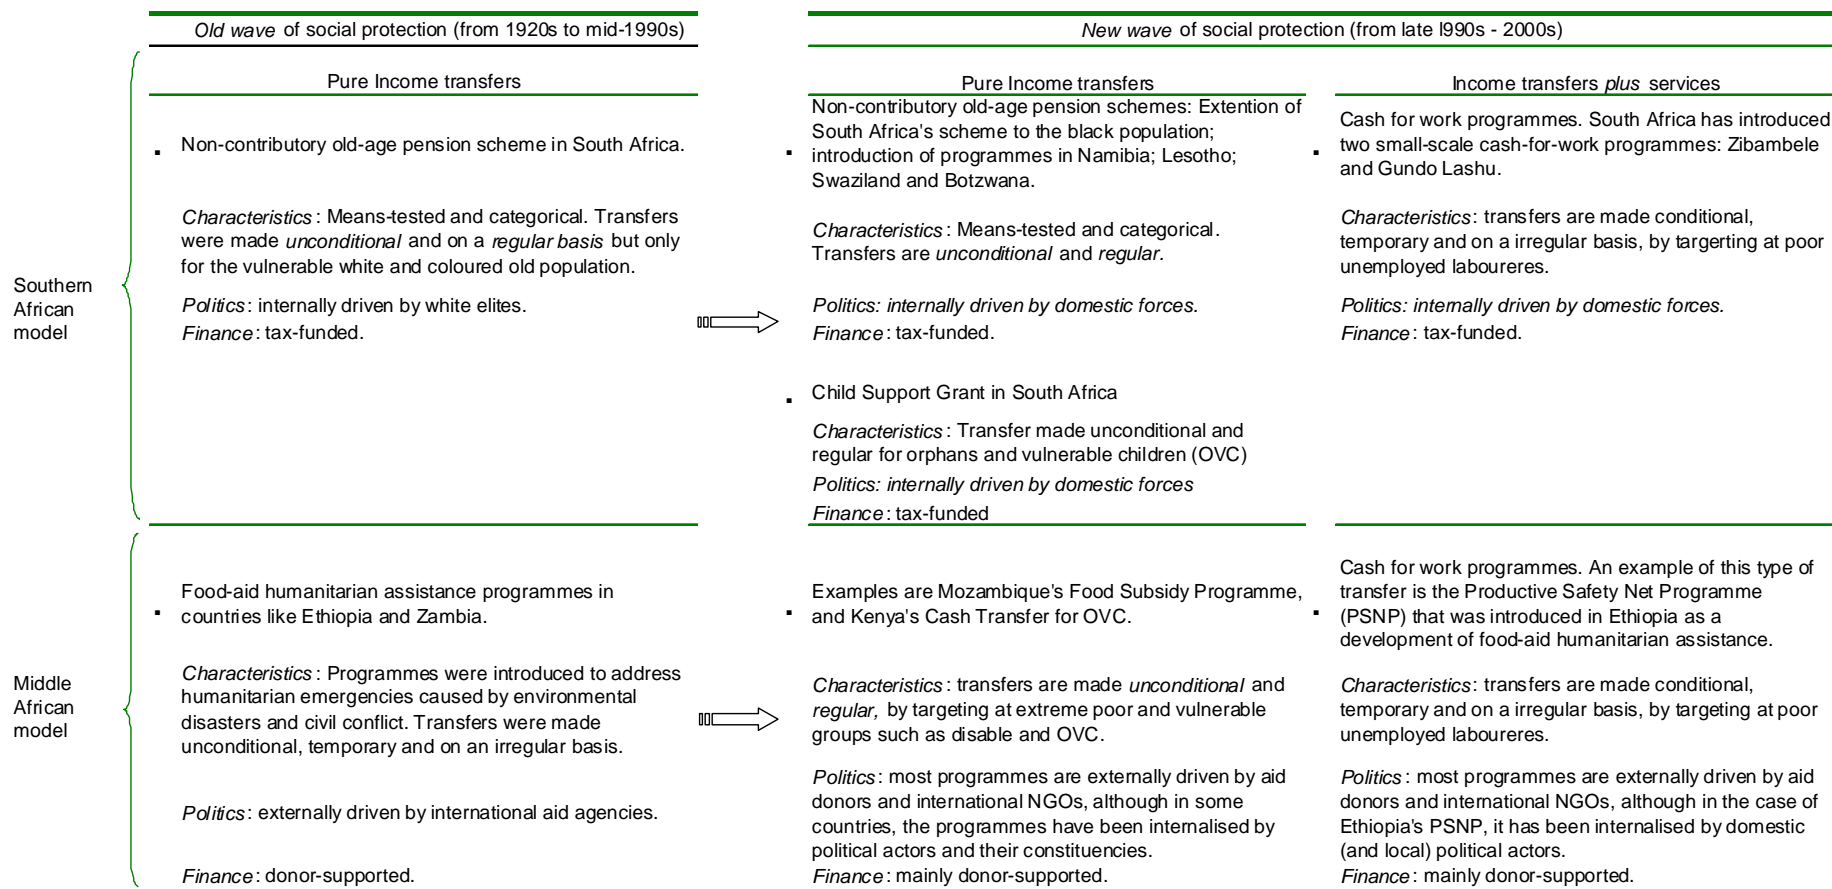 Old wave of social protection (from 1920s to mid-1990s)
New wave of social protection (from late l990s - 2000s)
Pure Income transfers
Pure Income transfers
Income transfers plus services
Southern
African
model
▪ Non-contributory old-age pension scheme in South Africa.
Characteristics: Means-tested and categorical. Transfers
were made unconditional and on a regular basis but only
for the vulnerable white and coloured old population.
Politics: internally driven by white elites.
Finance: tax-funded.
Non-contributory old-age pension schemes: Extention of
South Africa's scheme to the black population;
▪ introduction of programmes in Namibia; Lesotho;
Swaziland and Botzwana.
Characteristics: Means-tested and categorical.
Transfers are unconditional and regular.
Politics: internally driven by domestic forces.
Finance: tax-funded.
▪ Child Support Grant in South Africa
Characteristics: Transfer made unconditional and
regular for orphans and vulnerable children (OVC)
Politics: internally driven by domestic forces
Finance: tax-funded
Cash for work programmes. South Africa has introduced
▪ two small-scale cash-for-work programmes: Zibambele
and Gundo Lashu.
Characteristics: transfers are made conditional,
temporary and on a irregular basis, by targerting at poor
unemployed laboureres.
Politics: internally driven by domestic forces.
Finance: tax-funded.
Middle
African
model
Food-aid humanitarian assistance programmes in
▪ countries like Ethiopia and Zambia.
Characteristics: Programmes were introduced to address
humanitarian emergencies caused by environmental
disasters and civil conflict. Transfers were made
unconditional, temporary and on an irregular basis.
Politics: externally driven by international aid agencies.
Finance: donor-supported.
Examples are Mozambique's Food Subsidy Programme,
▪ and Kenya's Cash Transfer for OVC.
Characteristics: transfers are made unconditional and
regular, by targeting at extreme poor and vulnerable
groups such as disable and OVC.
Politics: most programmes are externally driven by aid
donors and international NGOs, although in some
countries, the programmes have been internalised by
political actors and their constituencies.
Finance: mainly donor-supported.
Cash for work programmes. An example of this type of
transfer is the Productive Safety Net Programme
▪ (PSNP) that was introduced in Ethiopia as a
development of food-aid humanitarian assistance.
Characteristics: transfers are made conditional,
temporary and on a irregular basis, by targeting at poor
unemployed laboureres.
Politics: most programmes are externally driven by aid
donors and international NGOs, although in the case of
Ethiopia's PSNP, it has been internalised by domestic
(and local) political actors.
Finance: mainly donor-supported.